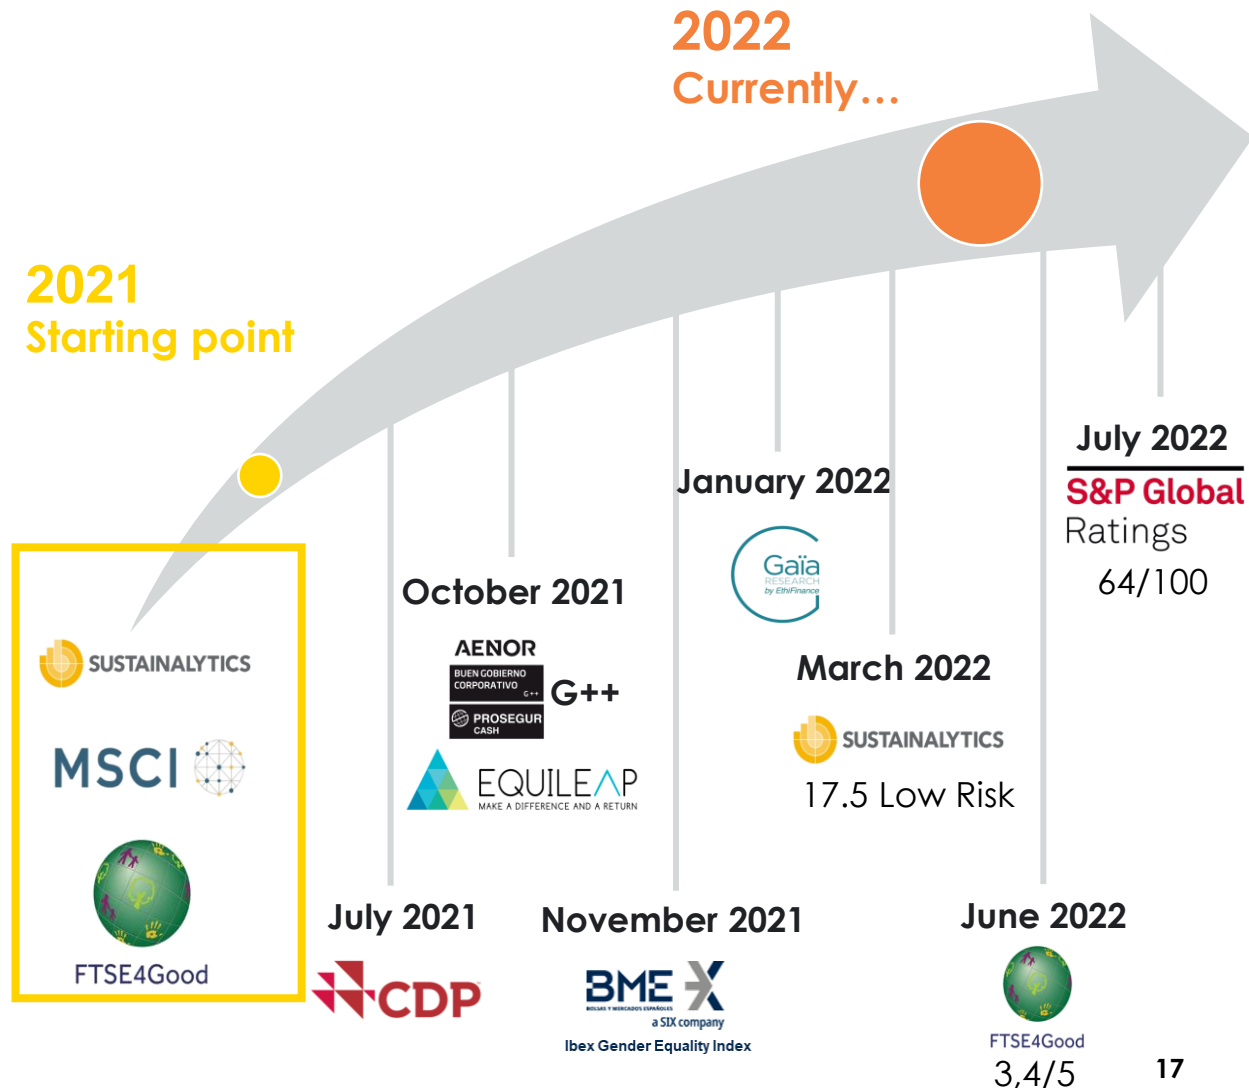 2022
Currently…
2021
Starting point
SUSTAINALYTICS
MSCI
FTSE4Good
July 2021
CDP
October 2021
AENOR
BUEN GOBIERNO
CORPORATIVO
G++
PROSEGUR
CASH
G++
EQUILEAP
MAKE A DIFFERENCE AND A RETURN
November 2021
BME X
BOLSAS Y MERCADOS ESPAÑOLES
a SIX company
Ibex Gender Equality Index
January 2022
Gaïa
RESEARCH
by EthiFinance
March 2022
SUSTAINALYTICS
17.5 Low Risk
June 2022
FTSE4Good
3,4/5
July 2022
S&P Global
Ratings
64/100
17